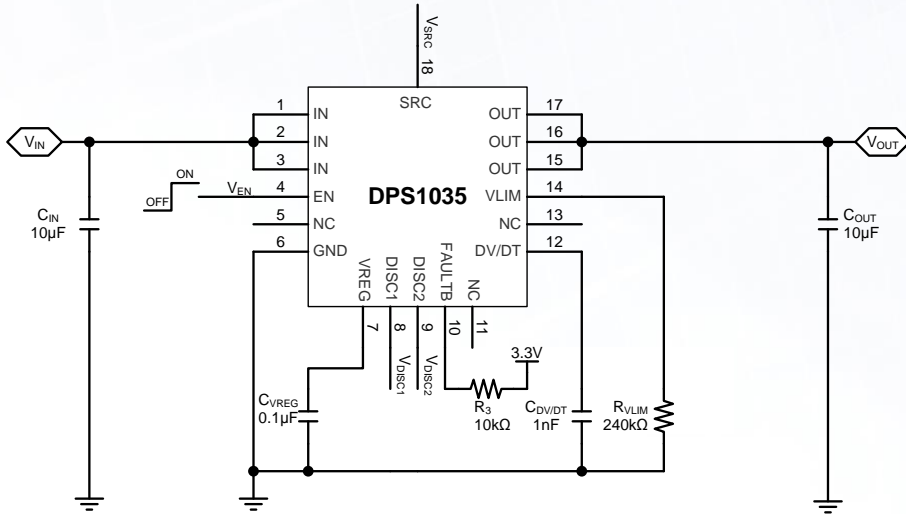 VSRC
18
SRC
1
IN
OUT
17
VIN
2
IN
OUT
16
VOUT
3
IN
OUT
15
ON
OFF
VEN
4
EN
DPS1035
VLIM
14
5
NC
NC
13
6
GND
DV/DT
12
CIN
10µF
COUT
10µF
VREG
DISC1
DISC2
FAULTB
NC
7
8
9
10
11
VDISC1
VDISC2
3.3V
CVREG
0.1µF
R3
10kΩ
CDV/DT
1nF
RVLIM
240kΩ